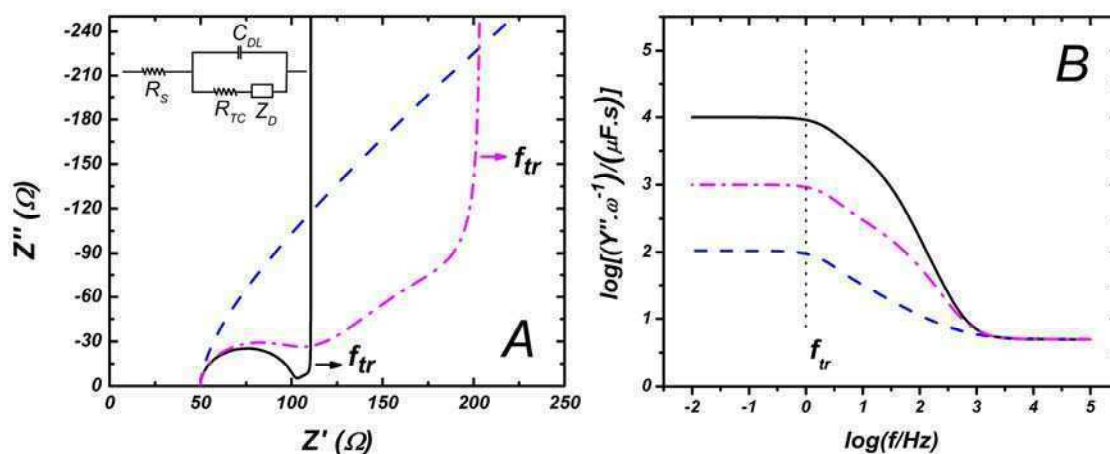 -240
-210
-180
-150
-120
-90
-60
-30
0
Z'' (Ω)
C_DL
R_S
R_TC
Z_D
f_tr
f_tr
A
0 50 100 150 200 250
Z' (Ω)
5
4
3
2
1
0
log[(Y''.ω⁻¹)/(μF.s)]
B
f_tr
-2 -1 0 1 2 3 4 5
log(f/Hz)